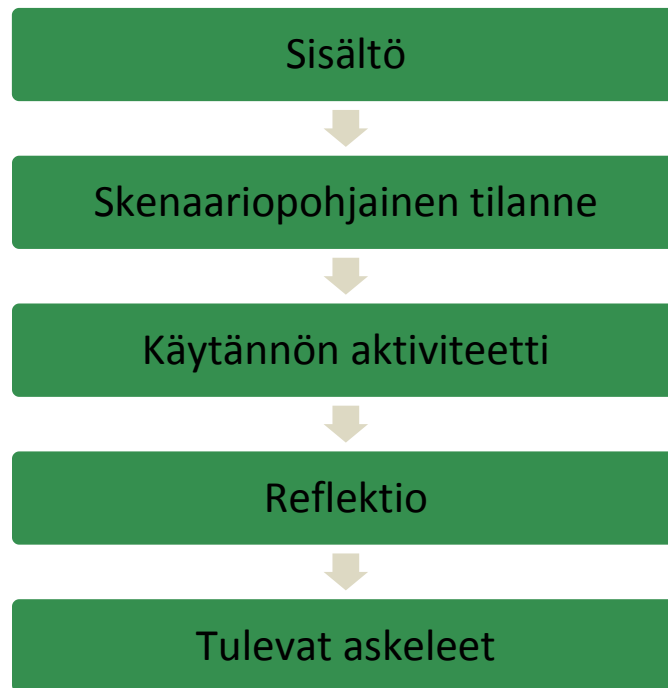 Sisältö
Skenaariopohjainen tilanne
Käytännön aktiviteetti
Reflektio
Tulevat askeleet